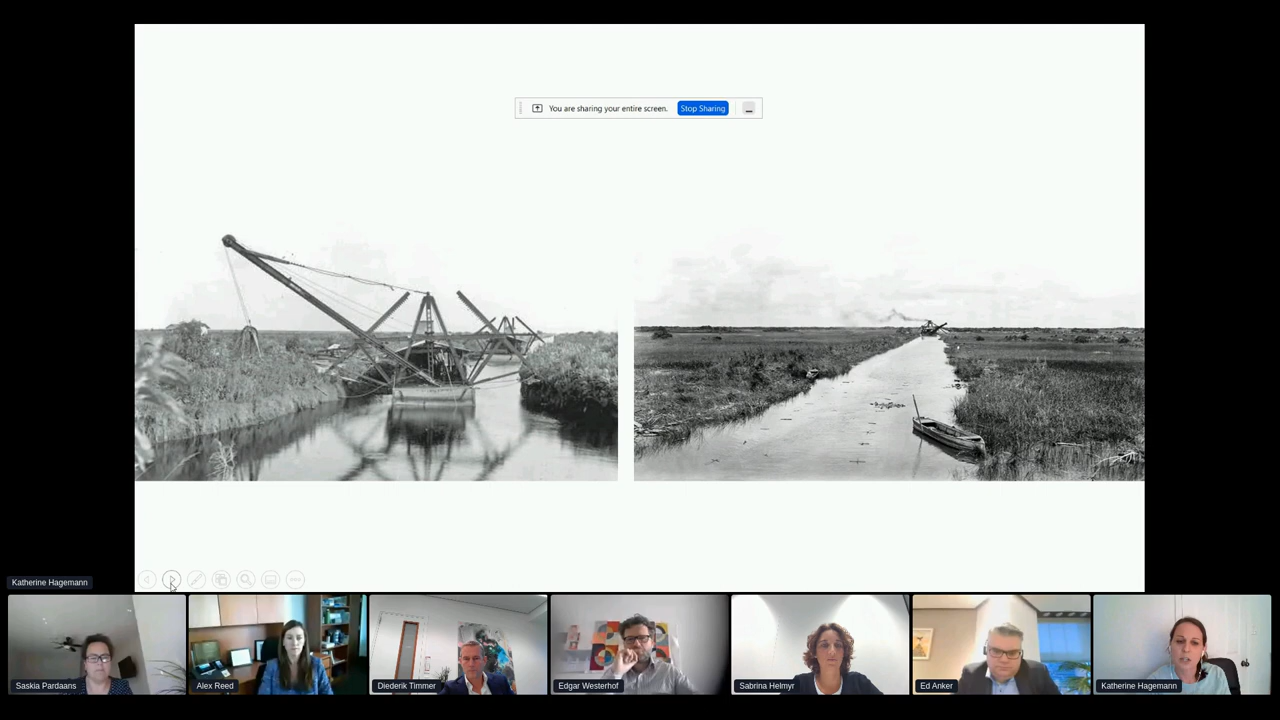 You are sharing your entire screen.
Stop Sharing
Katherine Hagemann
Saskia Pardaans
Alex Reed
Diederik Timmer
Edgar Westerhof
Sabrina Helmyr
Ed Anker
Katherine Hagemann